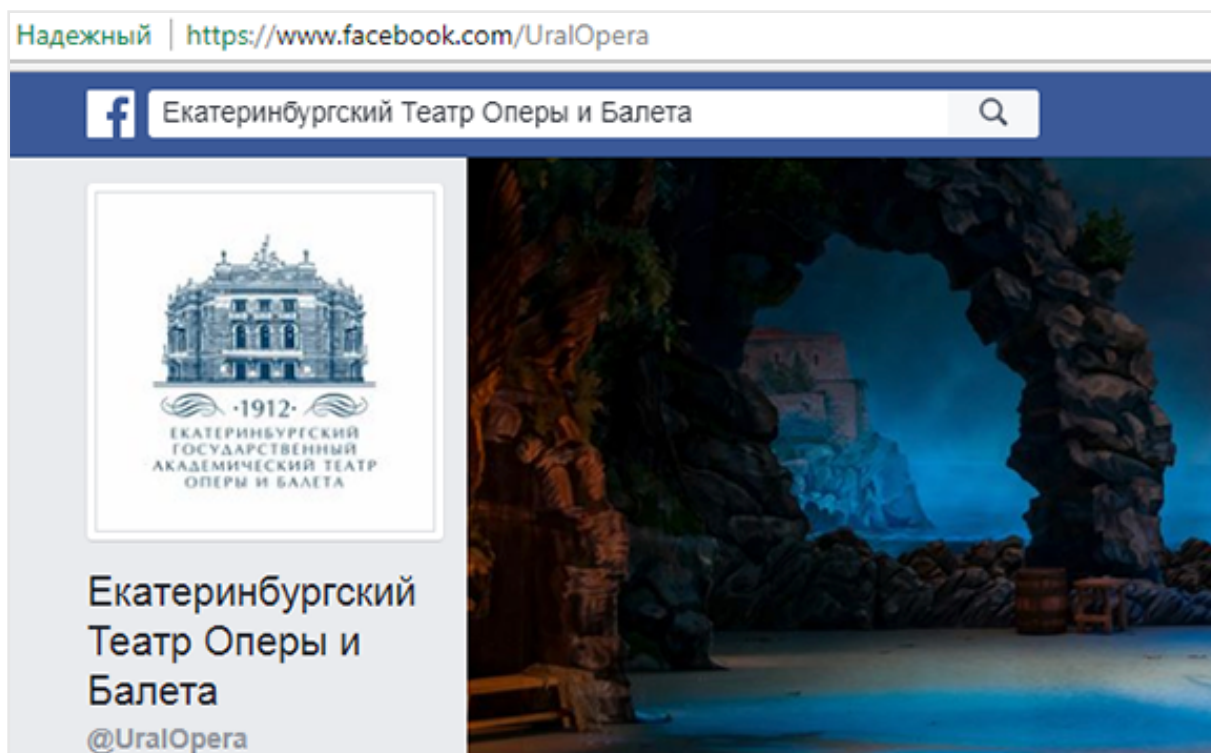 Надежный | https://www.facebook.com/UralOpera
Екатеринбургский Театр Оперы и Балета
·1912·
ЕКАТЕРИНБУРГСКИЙ
ГОСУДАРСТВЕННЫЙ
АКАДЕМИЧЕСКИЙ ТЕАТР
ОПЕРЫ И БАЛЕТА
Екатеринбургский
Театр Оперы и
Балета
@UralOpera